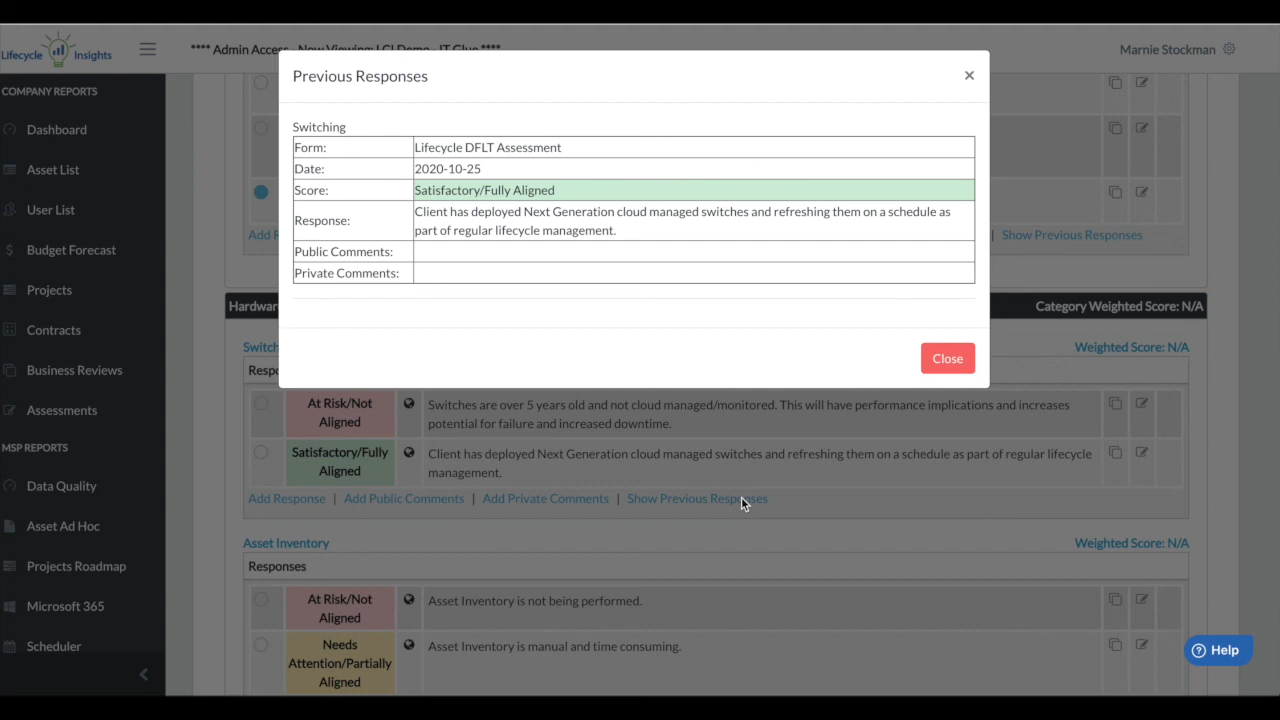 Lifecycle Insights
**** Admin Access - Now Viewing: LCI Demo - IT Glue ****
Marnie Stockman
COMPANY REPORTS
Dashboard
Asset List
User List
Budget Forecast
Projects
Contracts
Business Reviews
Assessments
MSP REPORTS
Data Quality
Asset Ad Hoc
Projects Roadmap
Microsoft 365
Scheduler
Previous Responses
×
Switching
Form: Lifecycle DFLT Assessment
Date: 2020-10-25
Score: Satisfactory/Fully Aligned
Response: Client has deployed Next Generation cloud managed switches and refreshing them on a schedule as
part of regular lifecycle management.
Public Comments:
Private Comments:
Close
Add R
| Show Previous Responses
Hardwar
Category Weighted Score: N/A
Switch
Weighted Score: N/A
Respo
At Risk/Not
Aligned
Switches are over 5 years old and not cloud managed/monitored. This will have performance implications and increases
potential for failure and increased downtime.
Satisfactory/Fully
Aligned
Client has deployed Next Generation cloud managed switches and refreshing them on a schedule as part of regular lifecycle
management.
Add Response | Add Public Comments | Add Private Comments | Show Previous Responses
Asset Inventory
Weighted Score: N/A
Responses
At Risk/Not
Aligned
Asset Inventory is not being performed.
Needs
Attention/Partially
Aligned
Asset Inventory is manual and time consuming.
Help